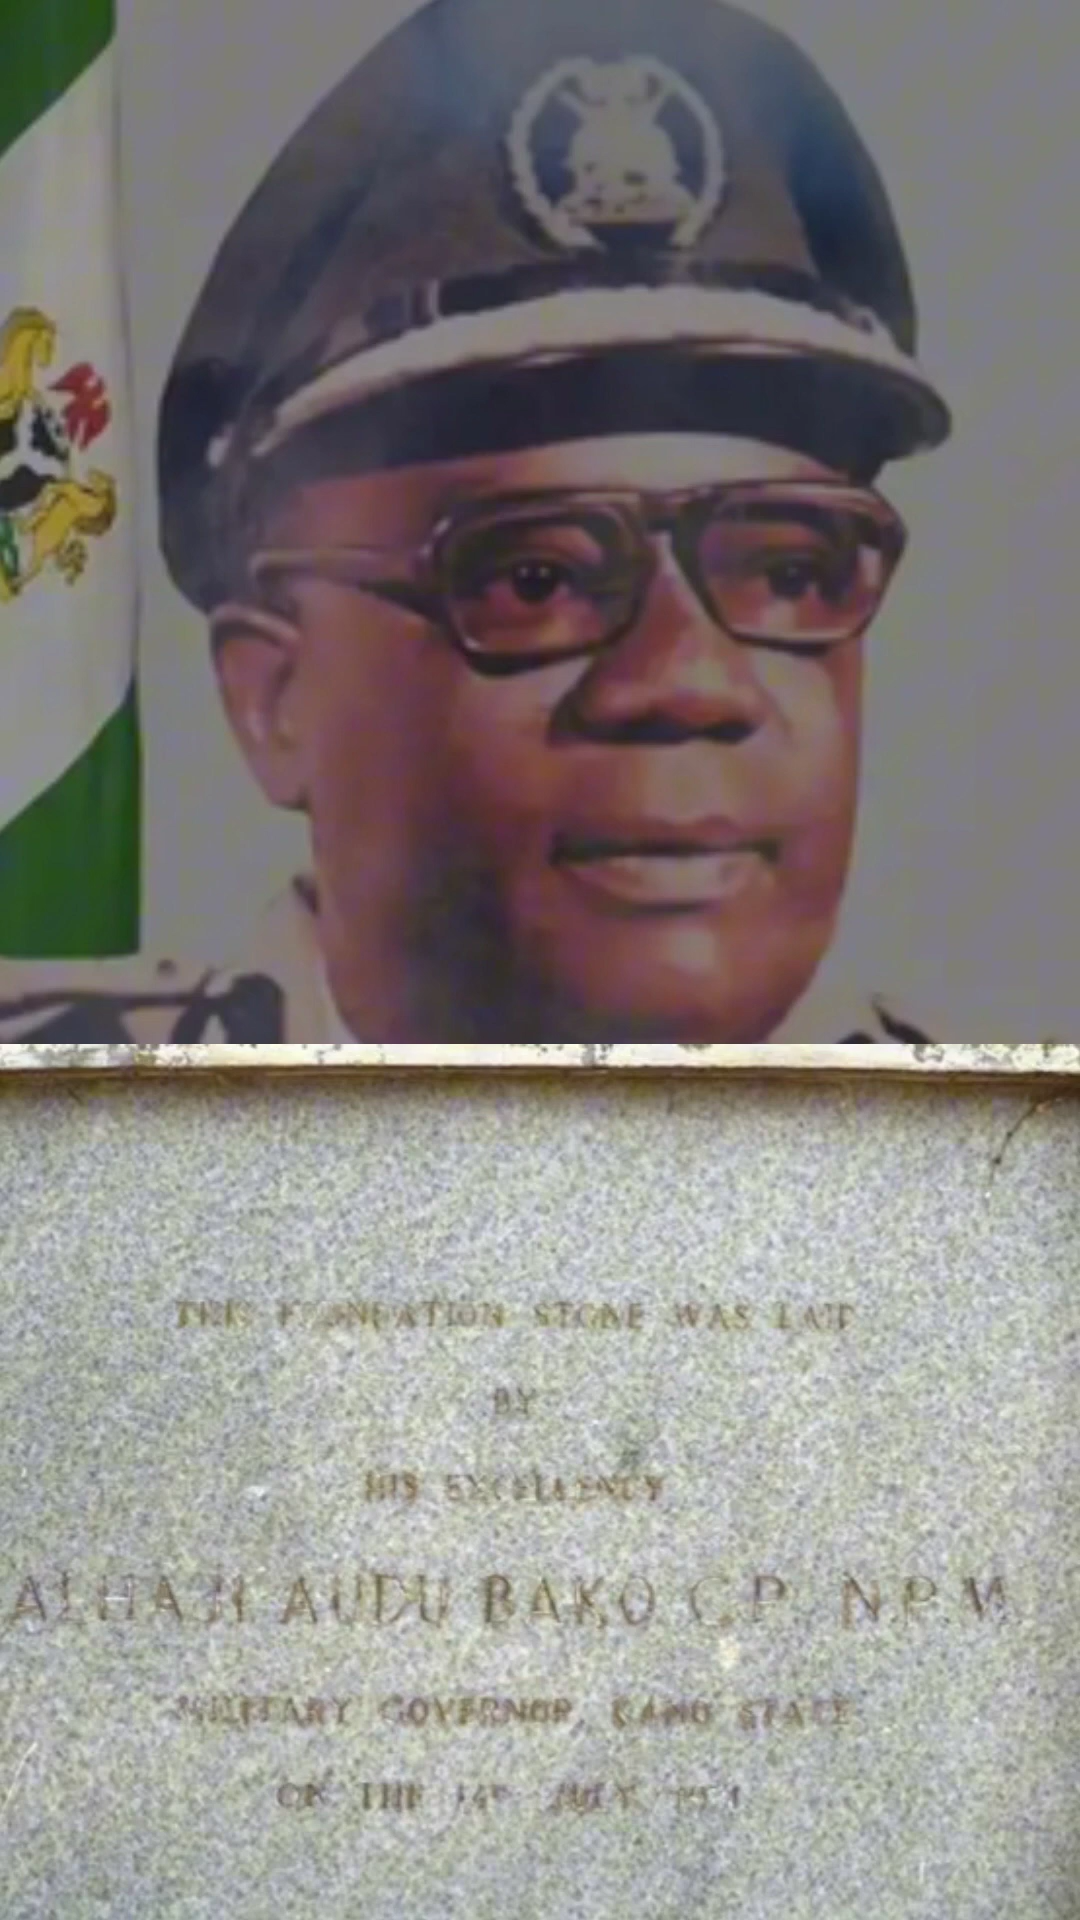 THIS FOUNDATION STONE WAS LAID
BY
HIS EXCELLENCY
ALHAJI AUDU BAKO C.P. N.P.M.
MILITARY GOVERNOR KANO STATE
ON THE 14TH JULY